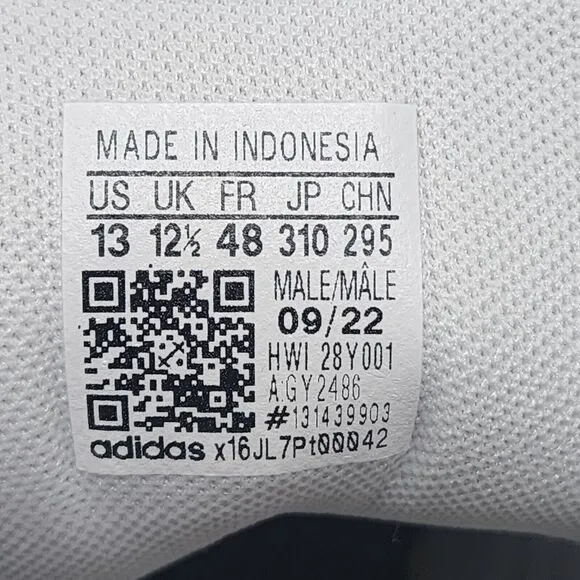 MADE IN INDONESIA
US UK FR JP CHN
13 12½ 48 310 295
MALE/MÂLE
09/22
HWI 28Y001
A:GY2486
#131439903
adidas x16JL7Pt00042